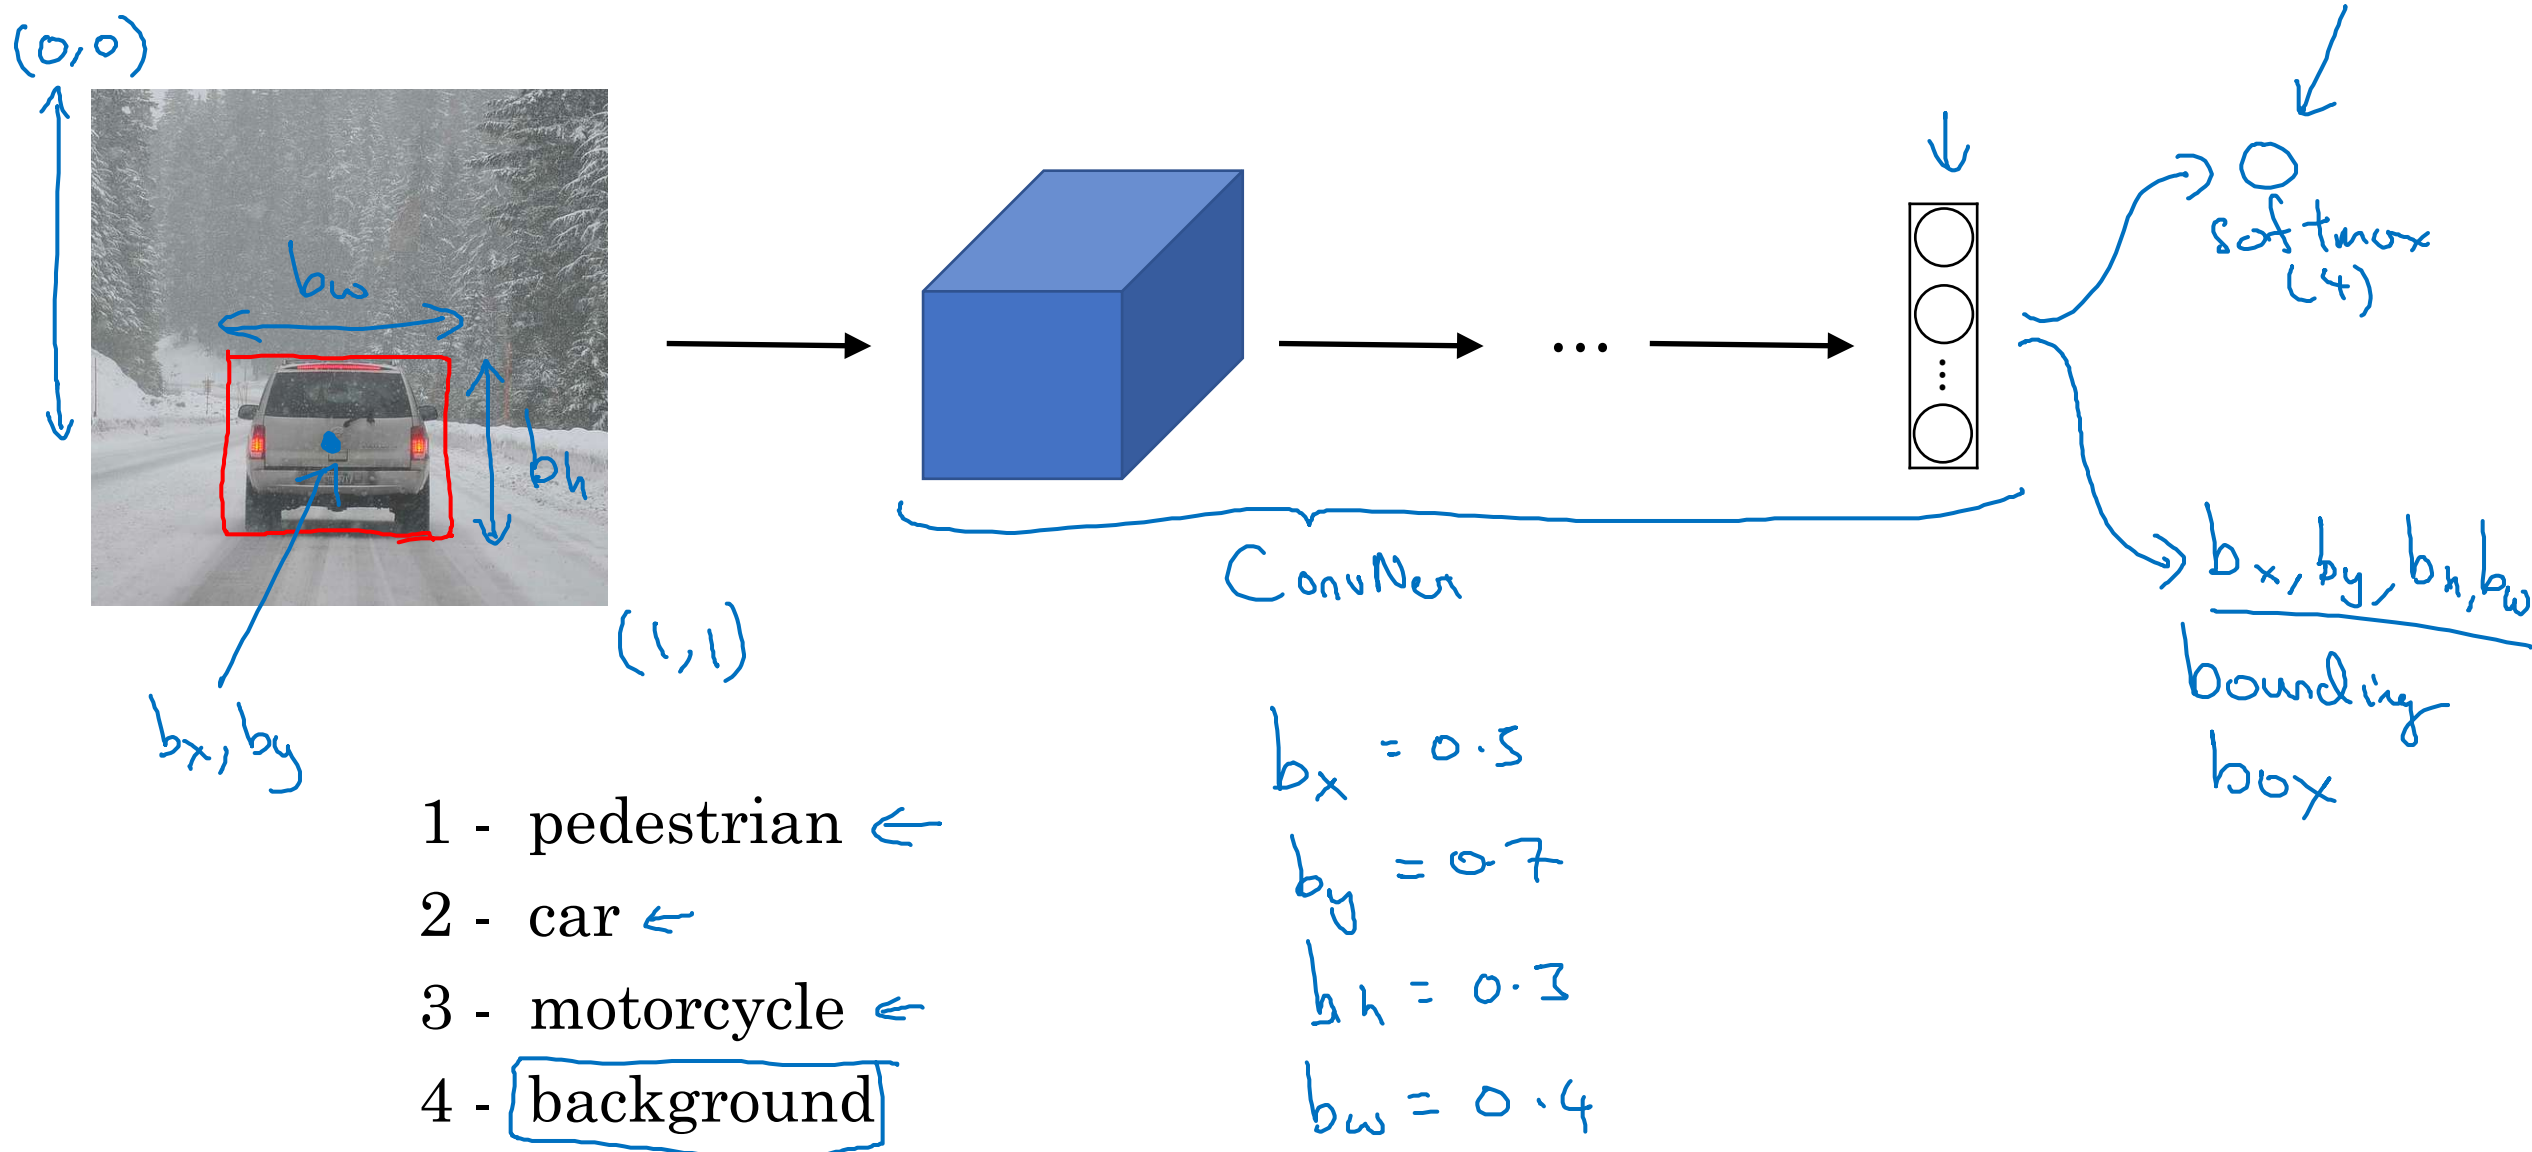 (0,0)
softmax
(4)
bw
bh
ConvNet
bx, by, bh, bw
bounding
box
(1,1)
bx, by
1 - pedestrian
2 - car
3 - motorcycle
4 - background
bx = 0.5
by = 0.7
bh = 0.3
bw = 0.4